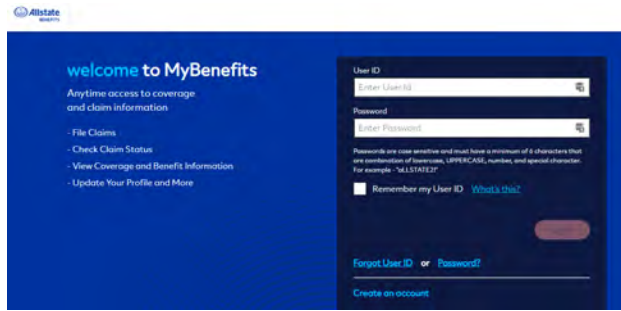 Allstate
BENEFITS
welcome to MyBenefits
Anytime access to coverage
and claim information
- File Claims
- Check Claim Status
- View Coverage and Benefit Information
- Update Your Profile and More
User ID
Enter User Id
Password
Enter Password
Passwords are case sensitive and must have a minimum of 6 characters that
are combination of lowercase, UPPERCASE, number, and special character.
For example - "aLLSTATE2!"
Remember my User ID What's this?
Forgot User ID or Password?
Create an account